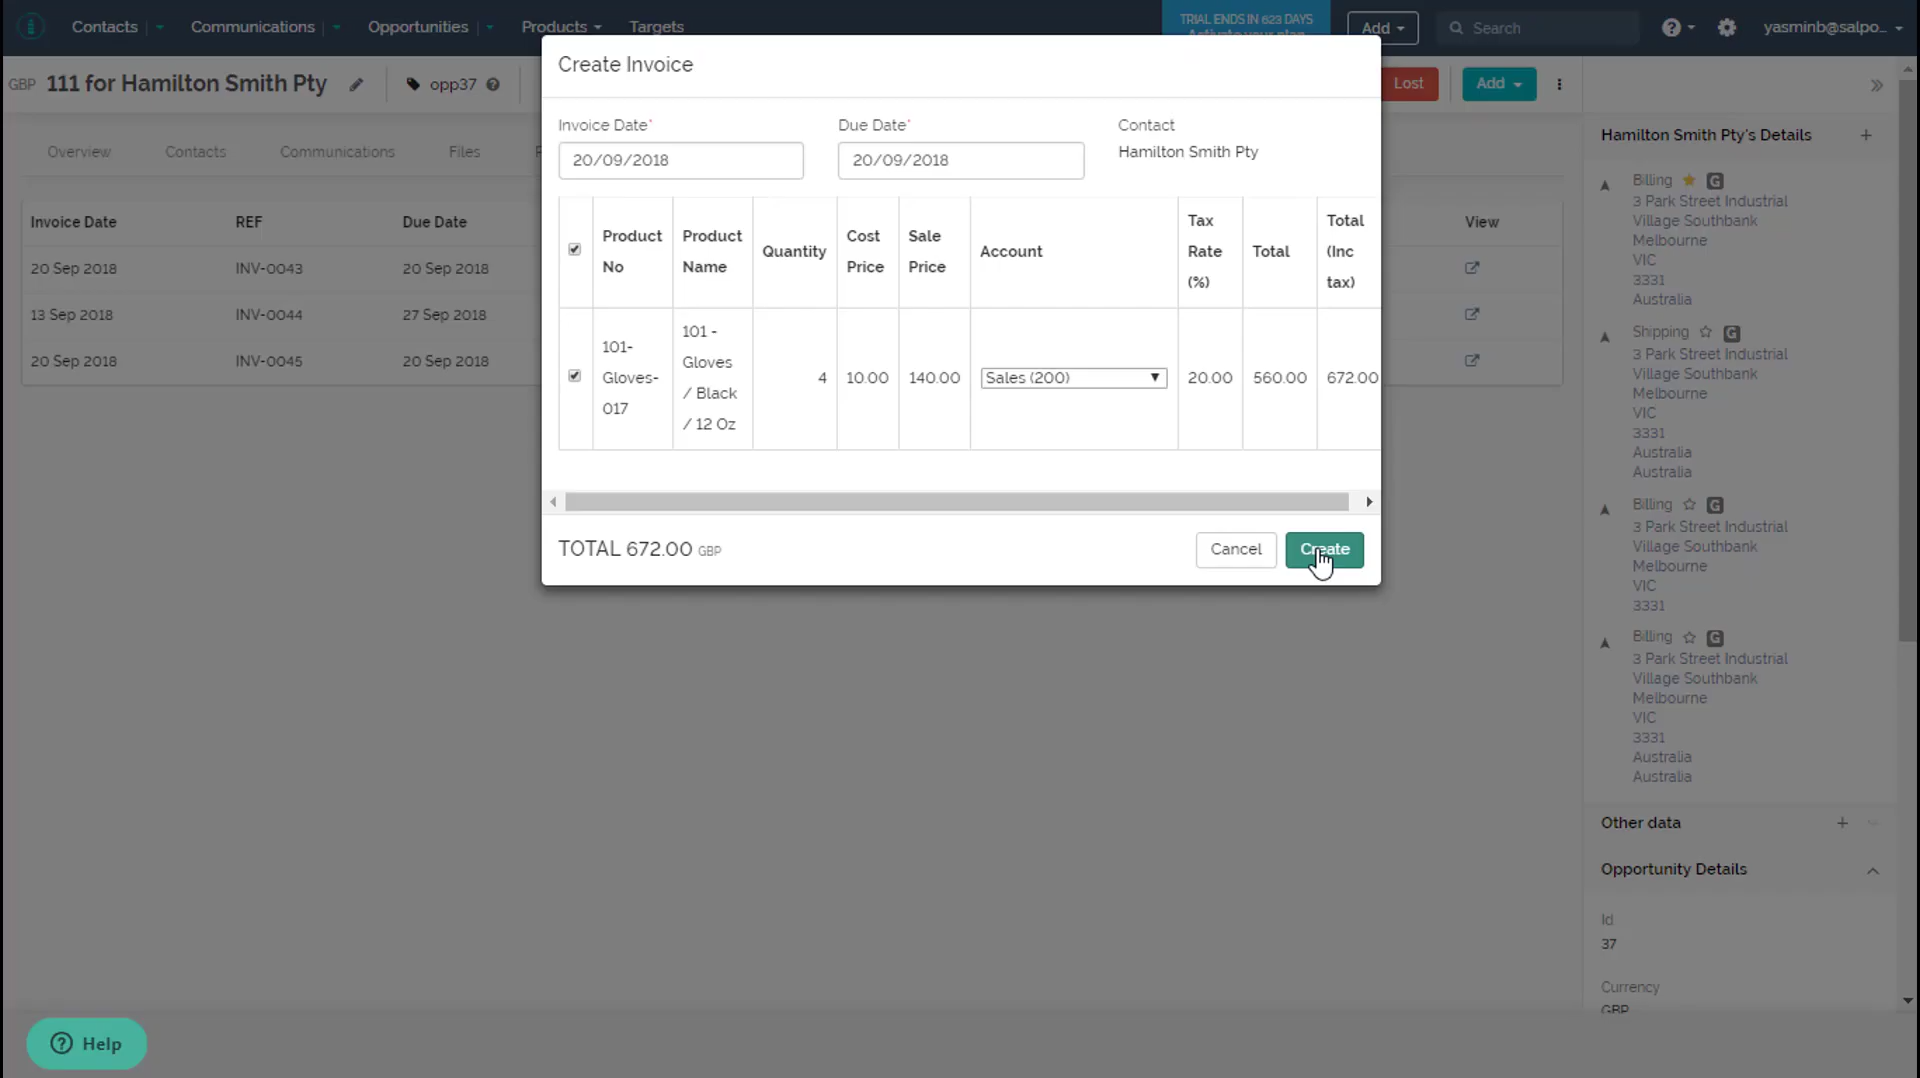 Contacts Communications Opportunities Products Targets
TRIAL ENDS IN 623 DAYS
Activate your plan
Add
Search
yasminb@salpo...
GBP 111 for Hamilton Smith Pty
opp37
Lost
Add
Overview Contacts Communications Files
Invoice Date REF Due Date View
20 Sep 2018 INV-0043 20 Sep 2018
13 Sep 2018 INV-0044 27 Sep 2018
20 Sep 2018 INV-0045 20 Sep 2018
Create Invoice
Invoice Date* Due Date* Contact
20/09/2018 20/09/2018 Hamilton Smith Pty
Product No Product Name Quantity Cost Price Sale Price Account Tax Rate (%) Total Total (Inc tax)
101-Gloves-017 101 - Gloves / Black / 12 Oz 4 10.00 140.00 Sales (200) 20.00 560.00 672.00
TOTAL 672.00 GBP
Cancel
Create
Hamilton Smith Pty's Details
Billing G
3 Park Street Industrial
Village Southbank
Melbourne
VIC
3331
Australia
Shipping G
3 Park Street Industrial
Village Southbank
Melbourne
VIC
3331
Australia
Australia
Billing G
3 Park Street Industrial
Village Southbank
Melbourne
VIC
3331
Billing G
3 Park Street Industrial
Village Southbank
Melbourne
VIC
3331
Australia
Australia
Other data
Opportunity Details
Id
37
Currency
GBP
Help